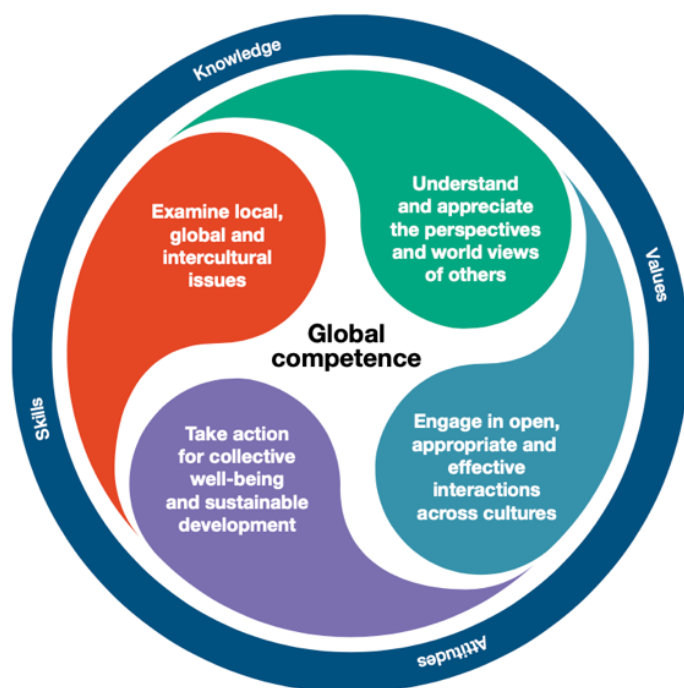 Knowledge
Examine local,
global and
intercultural
issues
Understand
and appreciate
the perspectives
and world views
of others
Values
Global
competence
Skills
Take action
for collective
well-being
and sustainable
development
Engage in open,
appropriate and
effective
interactions
across cultures
Attitudes